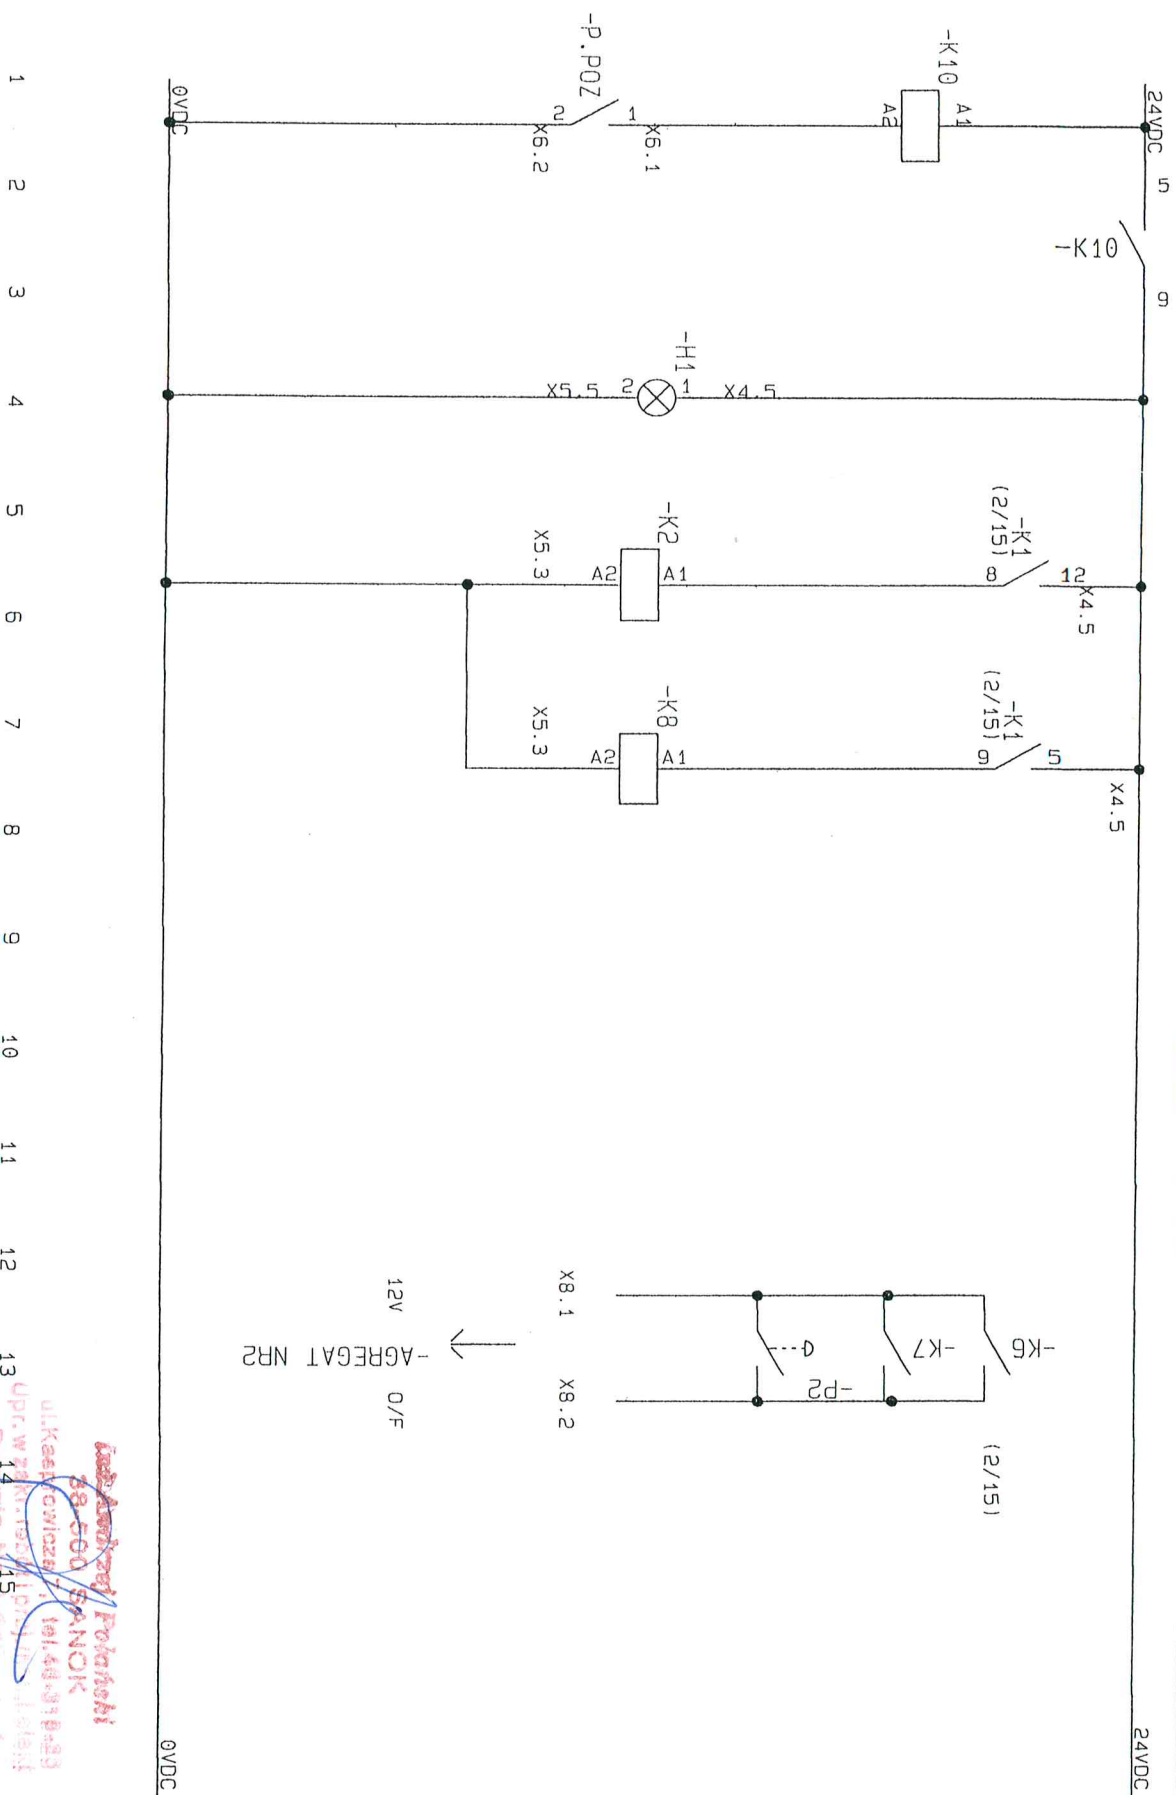 24VDC
24VDC
5
9
-K10
-K10
A1
A2
-P.POZ
1
X6.1
2
X6.2
-H1
1
X4.5
2
X5.5
-K1
(2/15)
12
X4.5
8
-K2
A1
A2
X5.3
-K1
(2/15)
5
X4.5
9
-K8
A1
A2
X5.3
-K6
(2/15)
-K7
-P2
X8.1
X8.2
12V
O/F
-AGREGAT NR2
0VDC
0VDC
1 2 3 4 5 6 7 8 9 10 11 12 13 14 15
38-500 SANOK